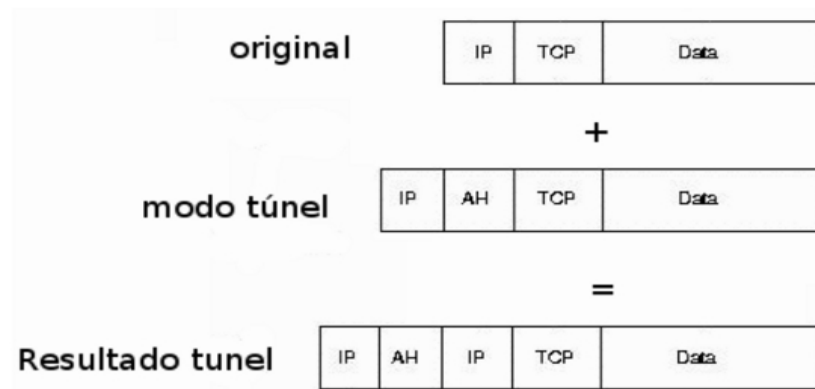 original IP TCP Data
+
modo túnel IP AH TCP Data
=
Resultado tunel IP AH IP TCP Data